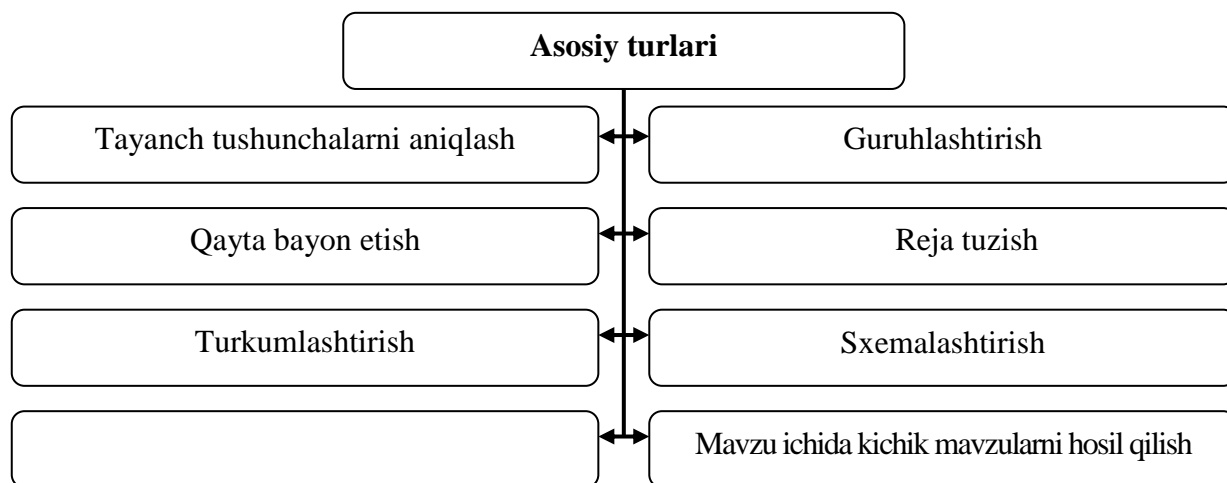 Asosiy turlari
Tayanch tushunchalarni aniqlash
Guruhlashtirish
Qayta bayon etish
Reja tuzish
Turkumlashtirish
Sxemalashtirish
Mavzu ichida kichik mavzularni hosil qilish